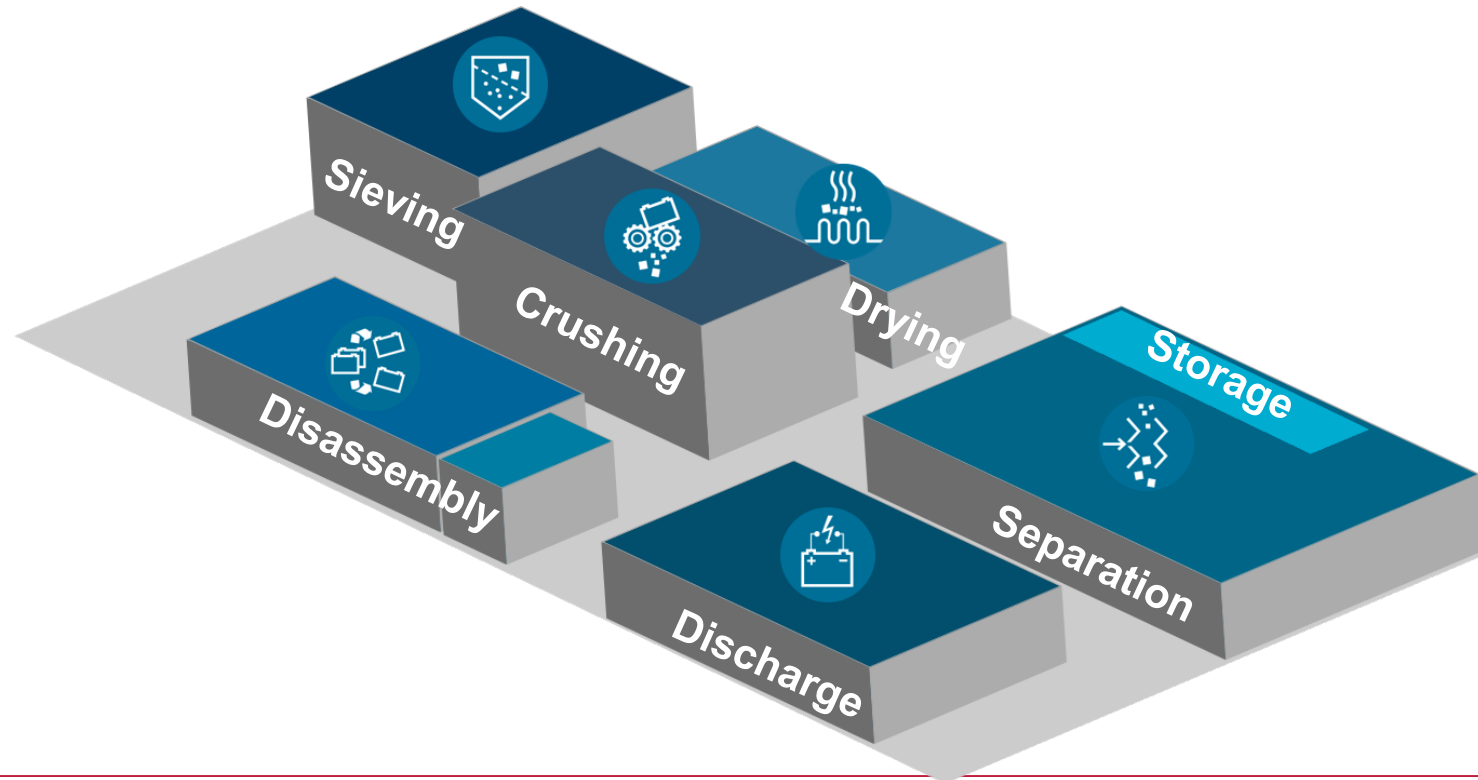 Sieving
Crushing
Drying
Storage
Disassembly
Separation
Discharge